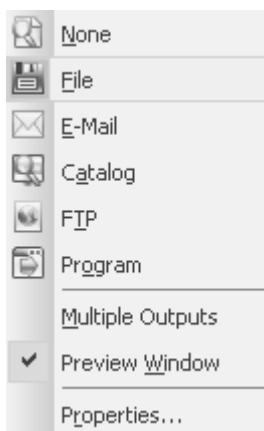 None
File
E-Mail
Catalog
FTP
Program
Multiple Outputs
Preview Window
Properties...